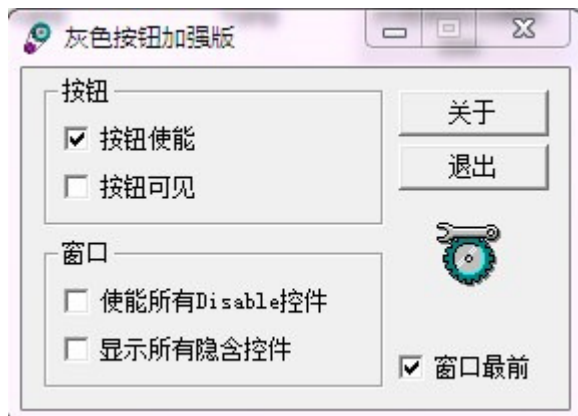 灰色按钮加强版
按钮
按钮使能
按钮可见
关于
退出
窗口
使能所有Disable控件
显示所有隐含控件
窗口最前